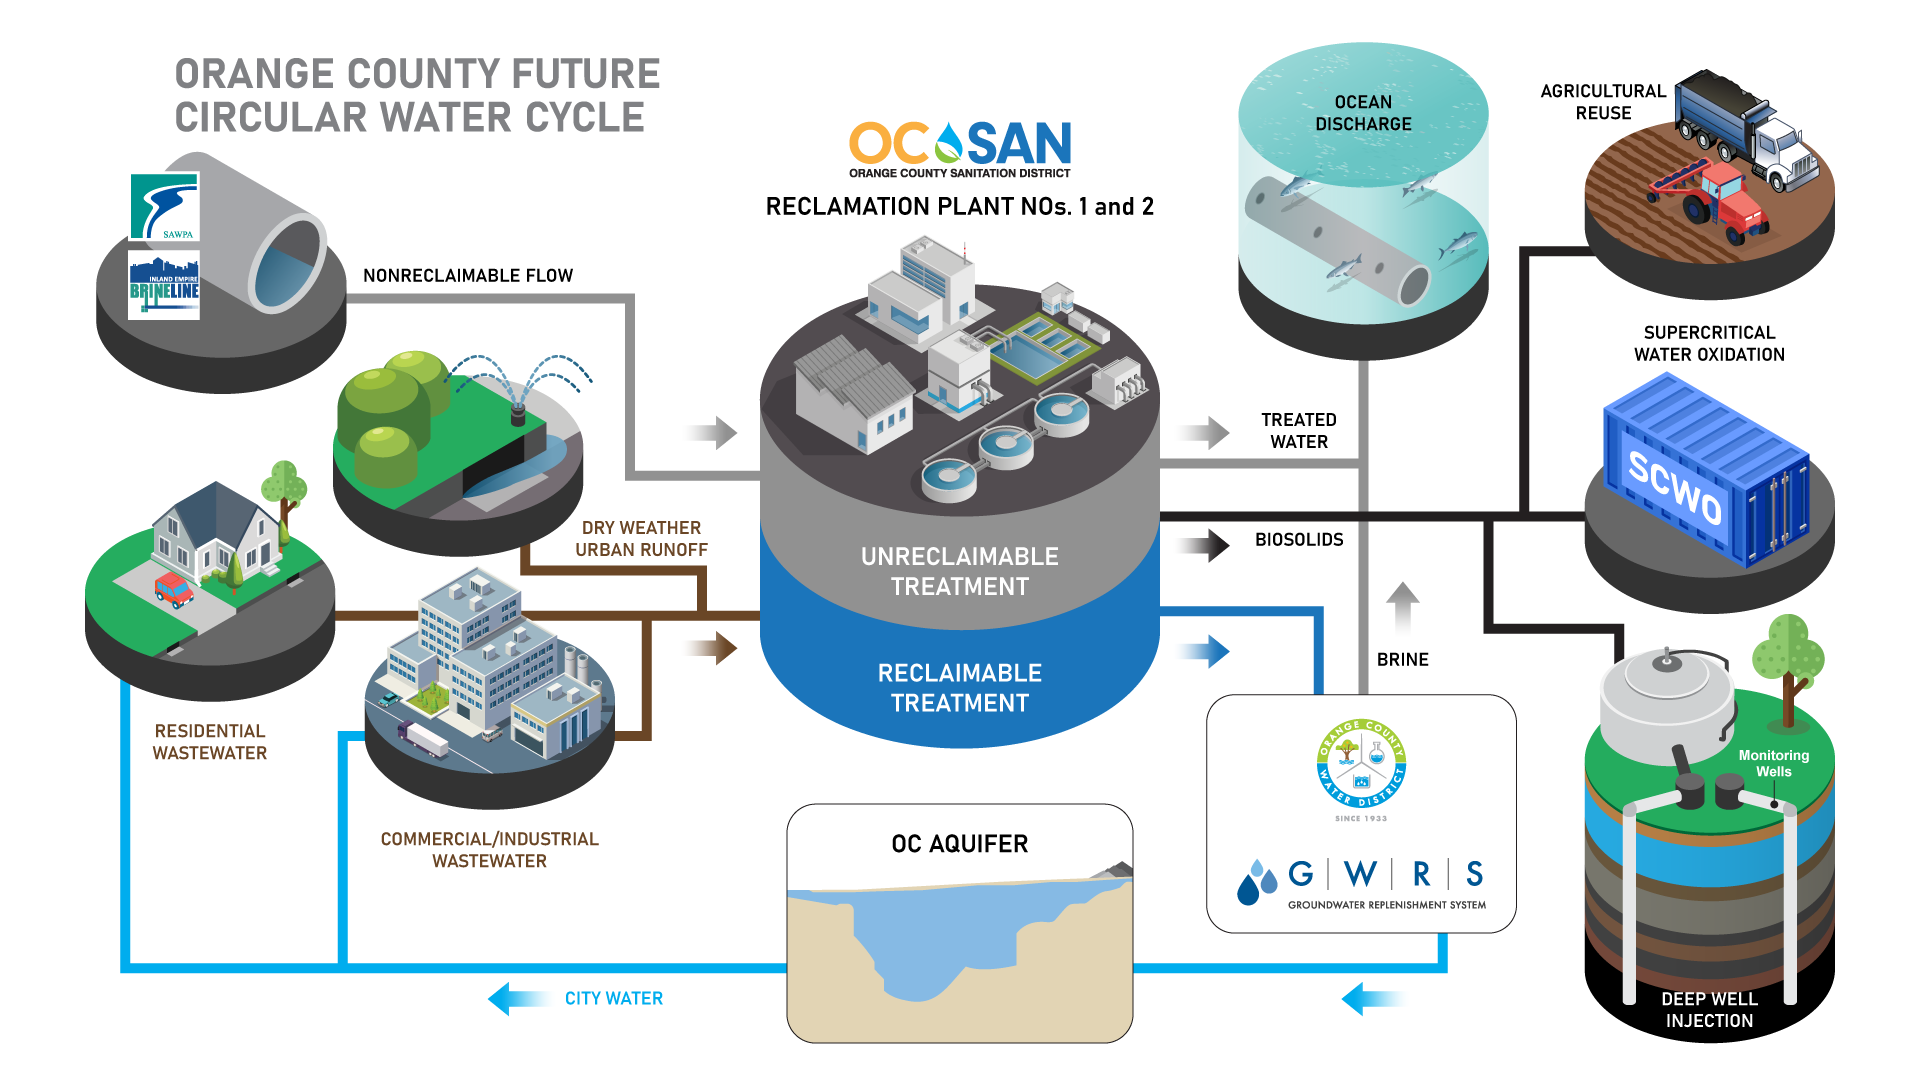 ORANGE COUNTY FUTURE
CIRCULAR WATER CYCLE
OC SAN
ORANGE COUNTY SANITATION DISTRICT
RECLAMATION PLANT NOs. 1 and 2
OCEAN
DISCHARGE
AGRICULTURAL
REUSE
SAWPA
INLAND EMPIRE
BRINELINE
NONRECLAIMABLE FLOW
SUPERCRITICAL
WATER OXIDATION
SCWO
TREATED
WATER
DRY WEATHER
URBAN RUNOFF
BIOSOLIDS
UNRECLAIMABLE
TREATMENT
RECLAIMABLE
TREATMENT
BRINE
RESIDENTIAL
WASTEWATER
COMMERCIAL/INDUSTRIAL
WASTEWATER
ORANGE COUNTY
WATER DISTRICT
SINCE 1933
Monitoring
Wells
OC AQUIFER
G|W|R|S
GROUNDWATER REPLENISHMENT SYSTEM
CITY WATER
DEEP WELL
INJECTION